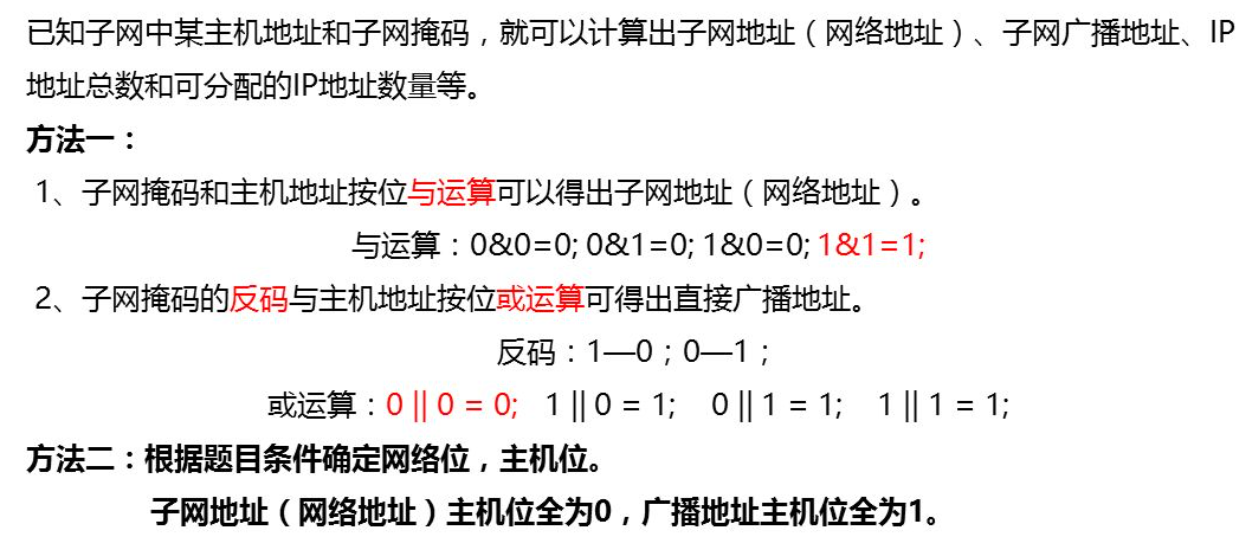 已知子网中某主机地址和子网掩码，就可以计算出子网地址（网络地址）、子网广播地址、IP
地址总数和可分配的IP地址数量等。
方法一：
1、子网掩码和主机地址按位与运算可以得出子网地址（网络地址）。
与运算：0&0=0; 0&1=0; 1&0=0; 1&1=1;
2、子网掩码的反码与主机地址按位或运算可得出直接广播地址。
反码：1—0；0—1；
或运算：0 || 0 = 0; 1 || 0 = 1; 0 || 1 = 1; 1 || 1 = 1;
方法二：根据题目条件确定网络位，主机位。
子网地址（网络地址）主机位全为0，广播地址主机位全为1。